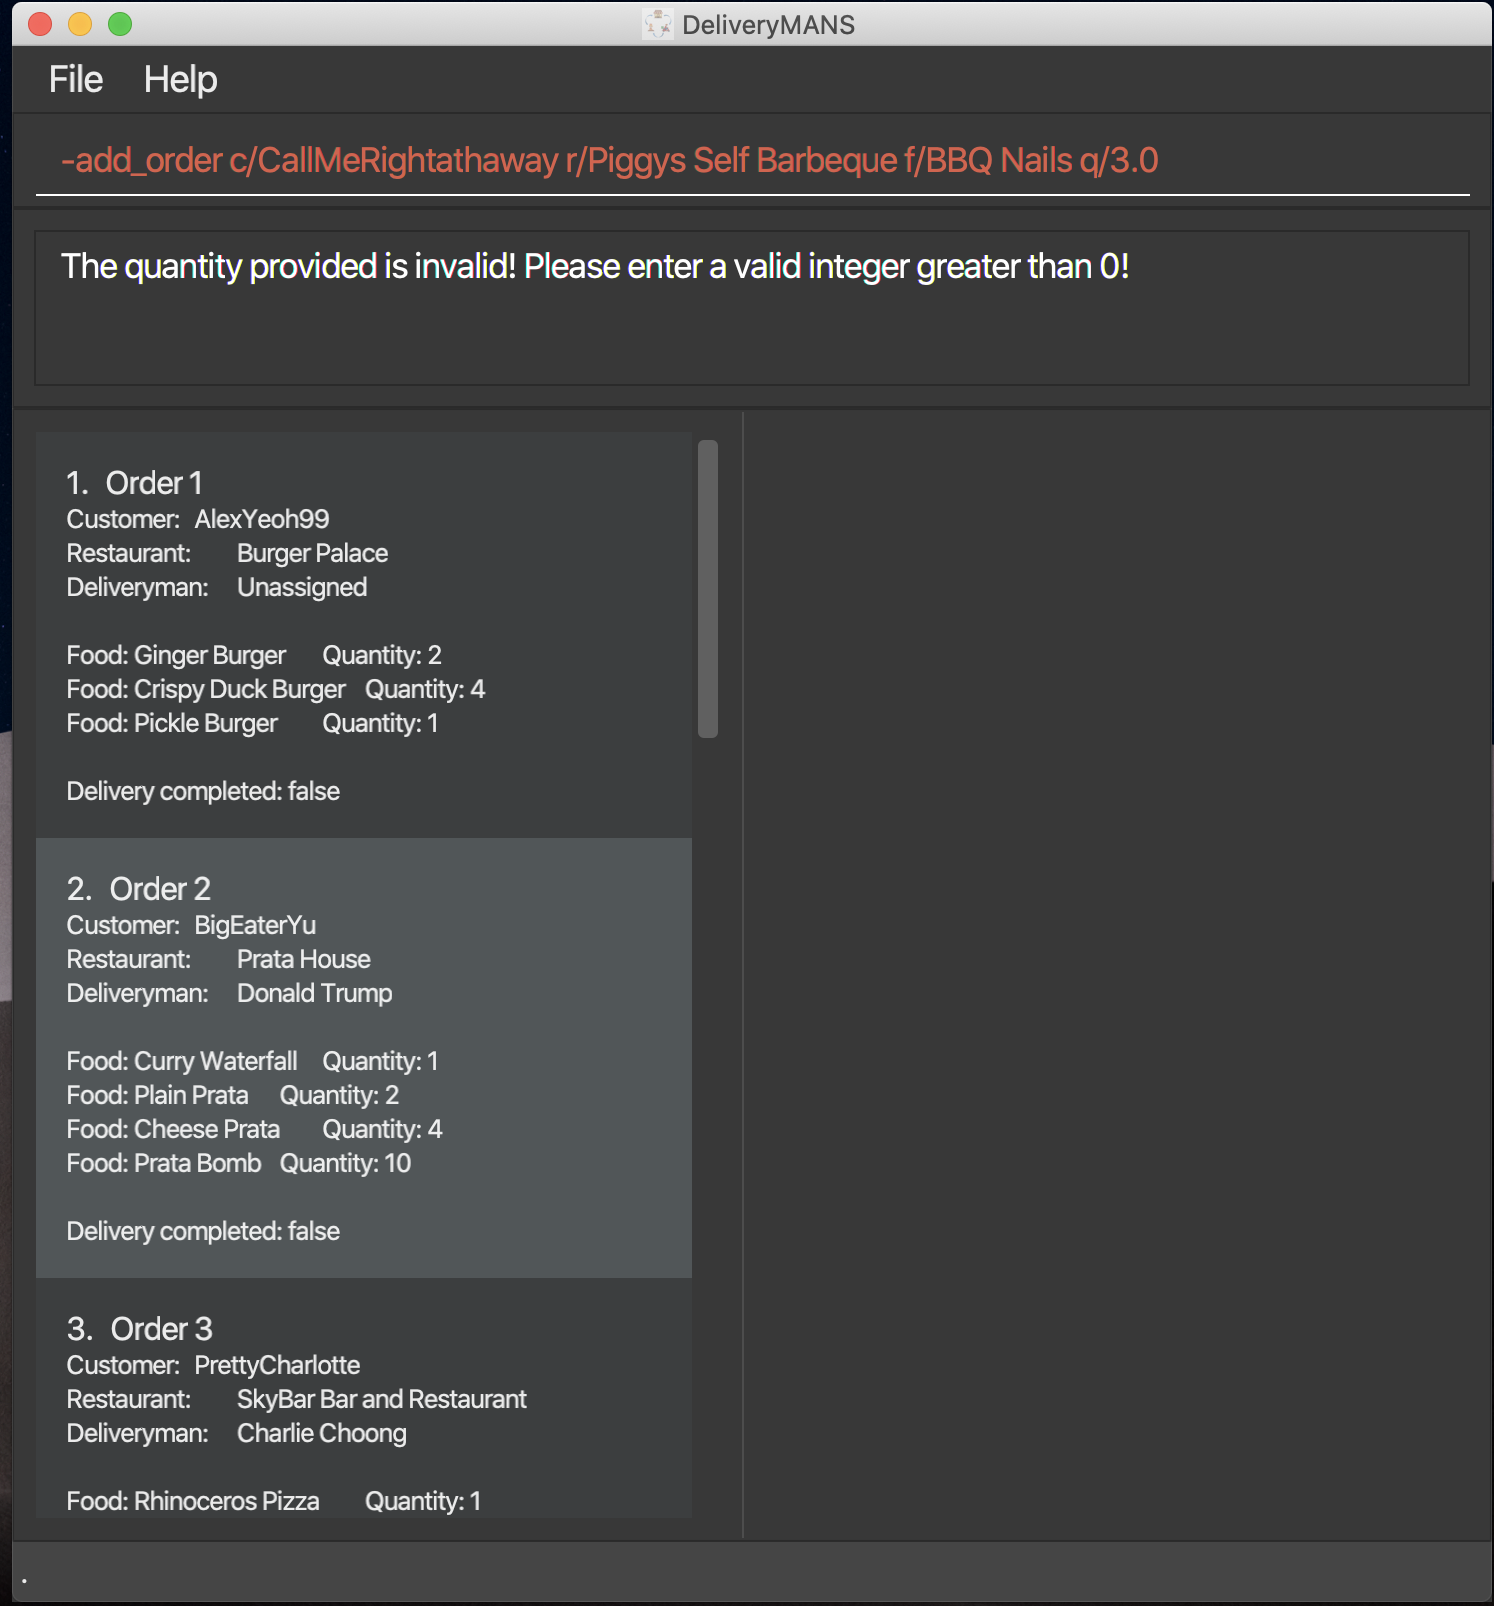 DeliveryMANS
File Help
-add_order c/CallMeRightathaway r/Piggys Self Barbeque f/BBQ Nails q/3.0
The quantity provided is invalid! Please enter a valid integer greater than 0!
1. Order 1
Customer: AlexYeoh99
Restaurant: Burger Palace
Deliveryman: Unassigned
Food: Ginger Burger Quantity: 2
Food: Crispy Duck Burger Quantity: 4
Food: Pickle Burger Quantity: 1
Delivery completed: false
2. Order 2
Customer: BigEaterYu
Restaurant: Prata House
Deliveryman: Donald Trump
Food: Curry Waterfall Quantity: 1
Food: Plain Prata Quantity: 2
Food: Cheese Prata Quantity: 4
Food: Prata Bomb Quantity: 10
Delivery completed: false
3. Order 3
Customer: PrettyCharlotte
Restaurant: SkyBar Bar and Restaurant
Deliveryman: Charlie Choong
Food: Rhinoceros Pizza Quantity: 1
.